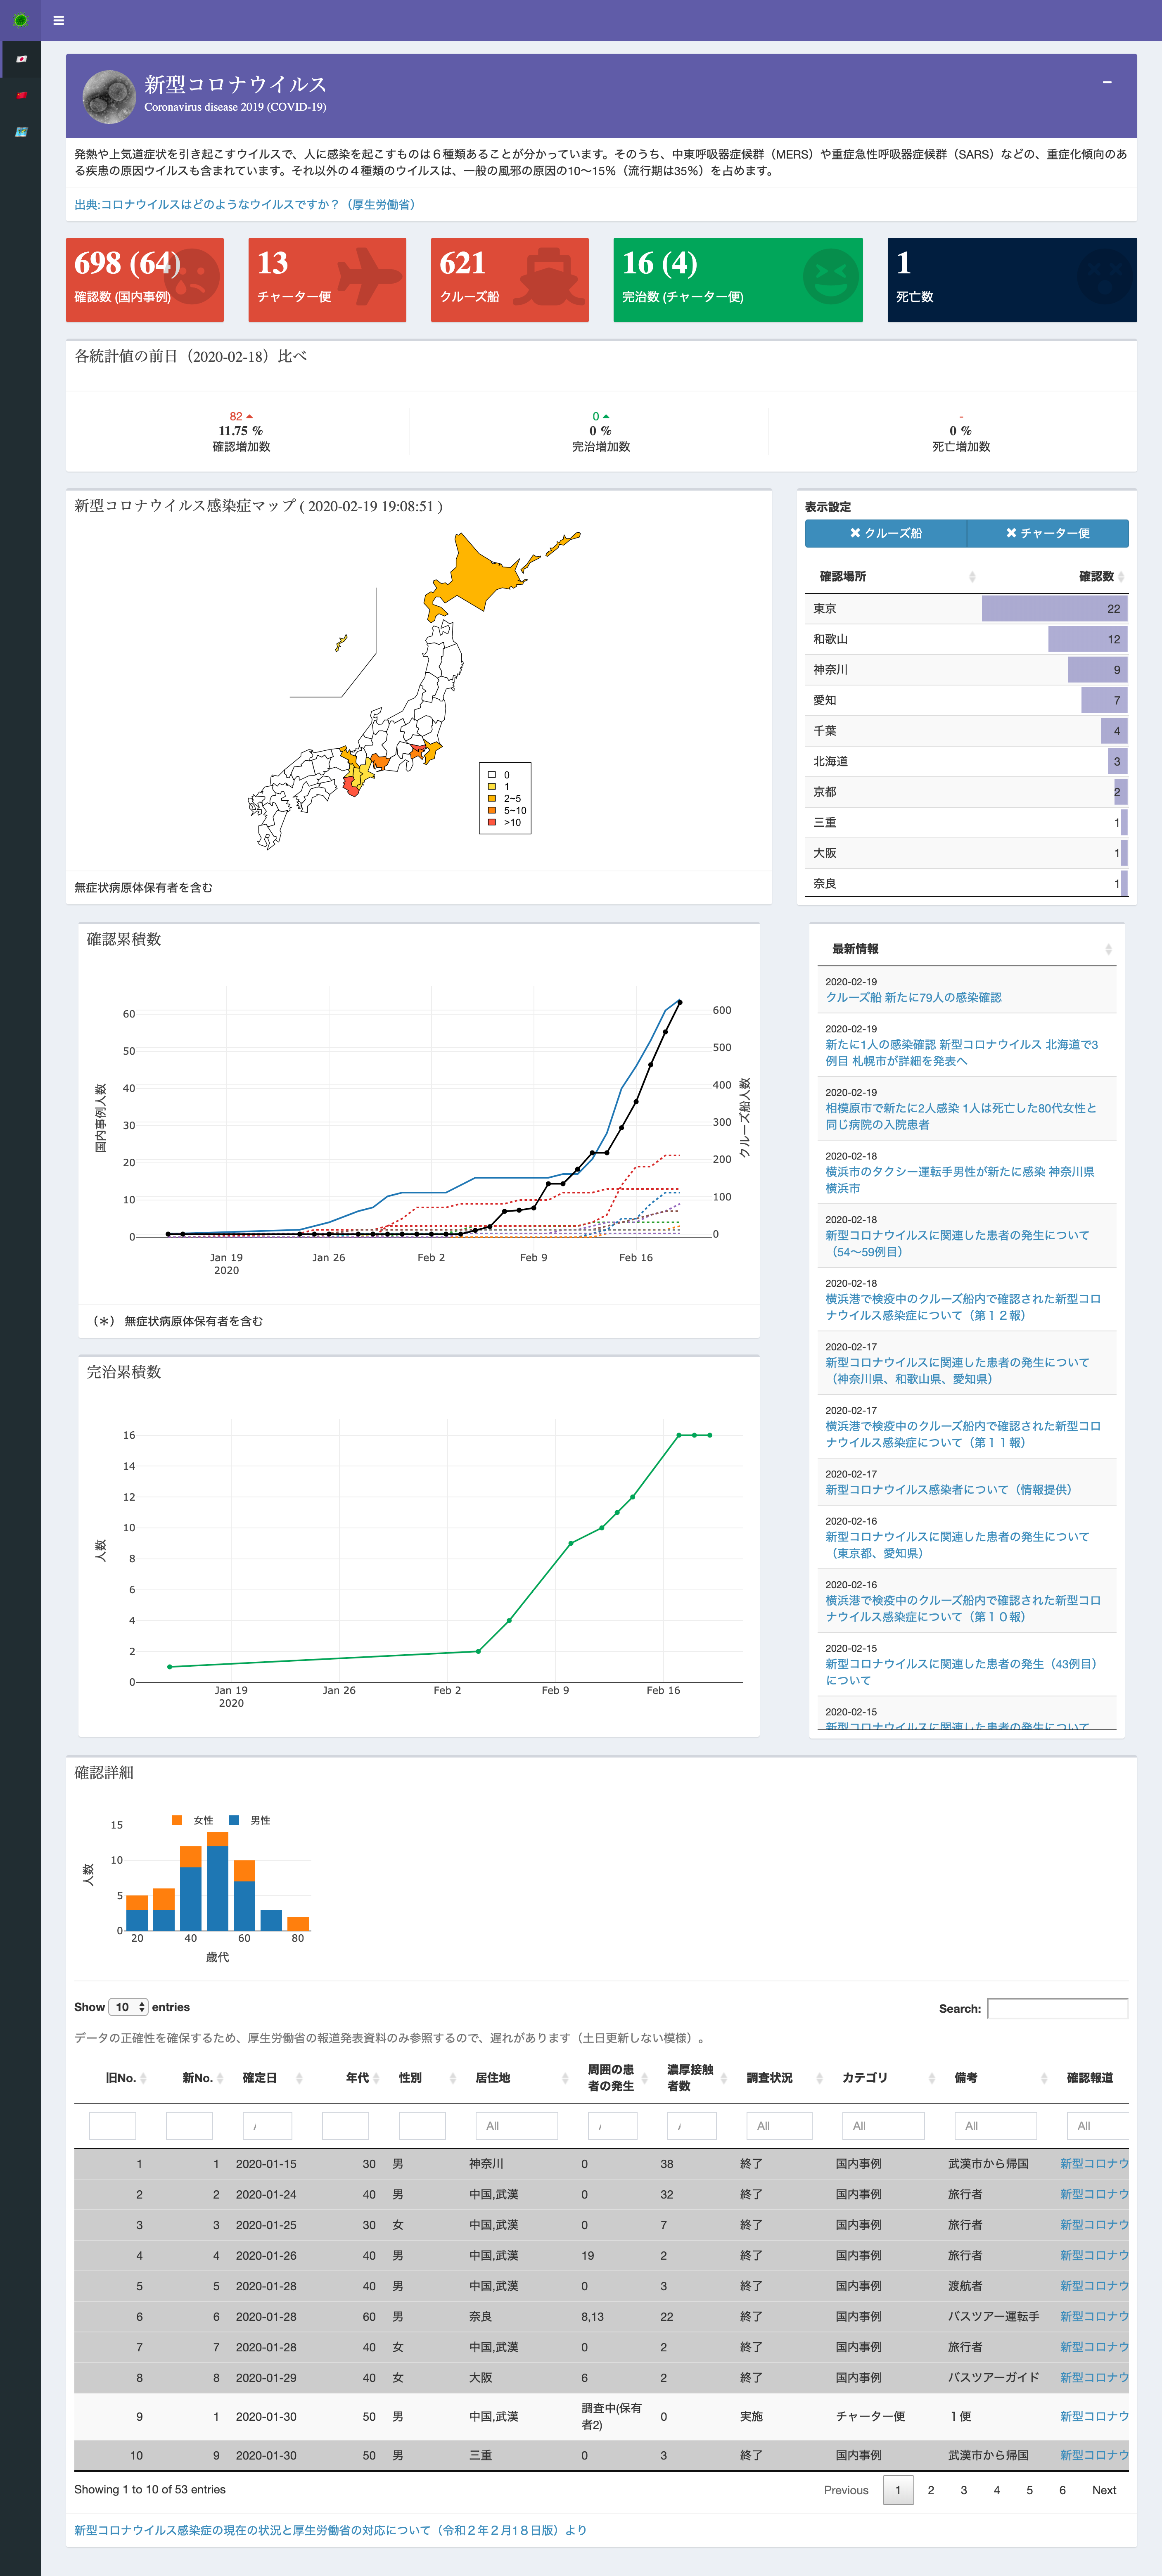 新型コロナウイルス
Coronavirus disease 2019 (COVID-19)
発熱や上気道症状を引き起こすウイルスで、人に感染を起こすものは６種類あることが分かっています。そのうち、中東呼吸器症候群（MERS）や重症急性呼吸器症候群（SARS）などの、重症化傾向のあ
る疾患の原因ウイルスも含まれています。それ以外の４種類のウイルスは、一般の風邪の原因の10～15%（流行期は35%）を占めます。
出典:コロナウイルスはどのようなウイルスですか？（厚生労働省）
698 (64)
確認数 (国内事例)
13
チャーター便
621
クルーズ船
16 (4)
完治数 (チャーター便)
1
死亡数
各統計値の前日（2020-02-18）比べ
82
11.75 %
確認増加数
0
0 %
完治増加数
-
0 %
死亡増加数
新型コロナウイルス感染症マップ ( 2020-02-19 19:08:51 )
0
1
2~5
5~10
>10
無症状病原体保有者を含む
表示設定
クルーズ船 チャーター便
確認場所 確認数
東京 22
和歌山 12
神奈川 9
愛知 7
千葉 4
北海道 3
京都 2
三重 1
大阪 1
奈良 1
確認累積数
国内事例人数
60
50
40
30
20
10
0
600
500
400
300
200
100
0
クルーズ船人数
Jan 19 Jan 26 Feb 2 Feb 9 Feb 16
2020
（＊） 無症状病原体保有者を含む
完治累積数
人数
16
14
12
10
8
6
4
2
0
Jan 19 Jan 26 Feb 2 Feb 9 Feb 16
2020
最新情報
2020-02-19
クルーズ船 新たに79人の感染確認
2020-02-19
新たに1人の感染確認 新型コロナウイルス 北海道で3
例目 札幌市が詳細を発表へ
2020-02-19
相模原市で新たに2人感染 1人は死亡した80代女性と
同じ病院の入院患者
2020-02-18
横浜市のタクシー運転手男性が新たに感染 神奈川県
横浜市
2020-02-18
新型コロナウイルスに関連した患者の発生について
（54～59例目）
2020-02-18
横浜港で検疫中のクルーズ船内で確認された新型コロ
ナウイルス感染症について（第１２報）
2020-02-17
新型コロナウイルスに関連した患者の発生について
（神奈川県、和歌山県、愛知県）
2020-02-17
横浜港で検疫中のクルーズ船内で確認された新型コロ
ナウイルス感染症について（第１１報）
2020-02-17
新型コロナウイルス感染者について（情報提供）
2020-02-16
新型コロナウイルスに関連した患者の発生について
（東京都、愛知県）
2020-02-16
横浜港で検疫中のクルーズ船内で確認された新型コロ
ナウイルス感染症について（第１０報）
2020-02-15
新型コロナウイルスに関連した患者の発生（43例目）
について
2020-02-15
新型コロナウイルスに関連した患者の発生について
確認詳細
女性 男性
人数
15
10
5
0
20 40 60 80
歳代
Show 10 entries
Search:
データの正確性を確保するため、厚生労働省の報道発表資料のみ参照するので、遅れがあります（土日更新しない模様）。
旧No. 新No. 確定日 年代 性別 居住地 周囲の患者の発生 濃厚接触者数 調査状況 カテゴリ 備考 確認報道
All All All All All
1 1 2020-01-15 30 男 神奈川 0 38 終了 国内事例 武漢市から帰国 新型コロナウ
2 2 2020-01-24 40 男 中国,武漢 0 32 終了 国内事例 旅行者 新型コロナウ
3 3 2020-01-25 30 女 中国,武漢 0 7 終了 国内事例 旅行者 新型コロナウ
4 4 2020-01-26 40 男 中国,武漢 19 2 終了 国内事例 旅行者 新型コロナウ
5 5 2020-01-28 40 男 中国,武漢 0 3 終了 国内事例 渡航者 新型コロナウ
6 6 2020-01-28 60 男 奈良 8,13 22 終了 国内事例 バスツアー運転手 新型コロナウ
7 7 2020-01-28 40 女 中国,武漢 0 2 終了 国内事例 旅行者 新型コロナウ
8 8 2020-01-29 40 女 大阪 6 2 終了 国内事例 バスツアーガイド 新型コロナウ
9 1 2020-01-30 50 男 中国,武漢 調査中(保有者2) 0 実施 チャーター便 １便 新型コロナウ
10 9 2020-01-30 50 男 三重 0 3 終了 国内事例 武漢市から帰国 新型コロナウ
Showing 1 to 10 of 53 entries
Previous 1 2 3 4 5 6 Next
新型コロナウイルス感染症の現在の状況と厚生労働省の対応について（令和２年２月1８日版）より